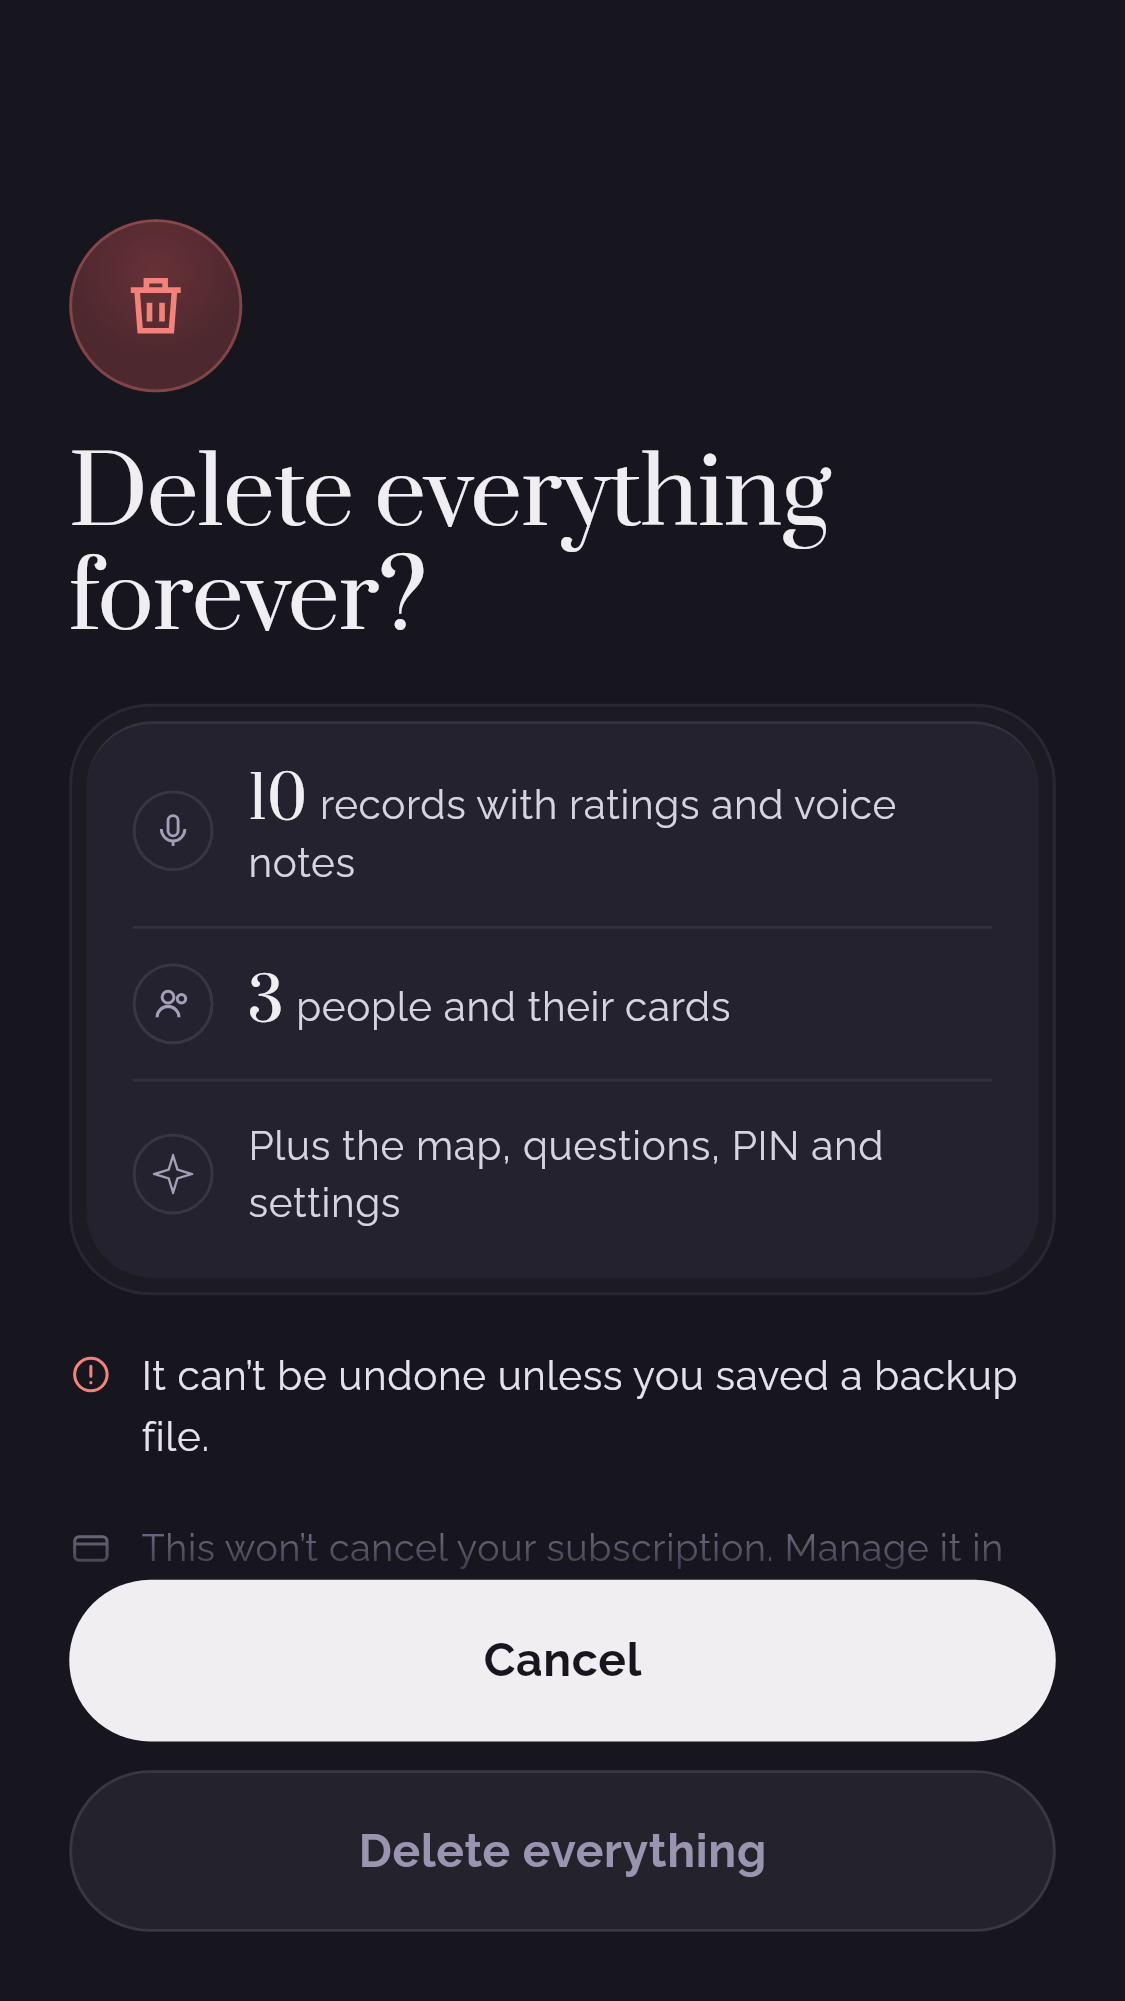 Delete everything
forever?
10 records with ratings and voice
notes
3 people and their cards
Plus the map, questions, PIN and
settings
It can’t be undone unless you saved a backup
file.
This won’t cancel your subscription. Manage it in
Cancel
Delete everything